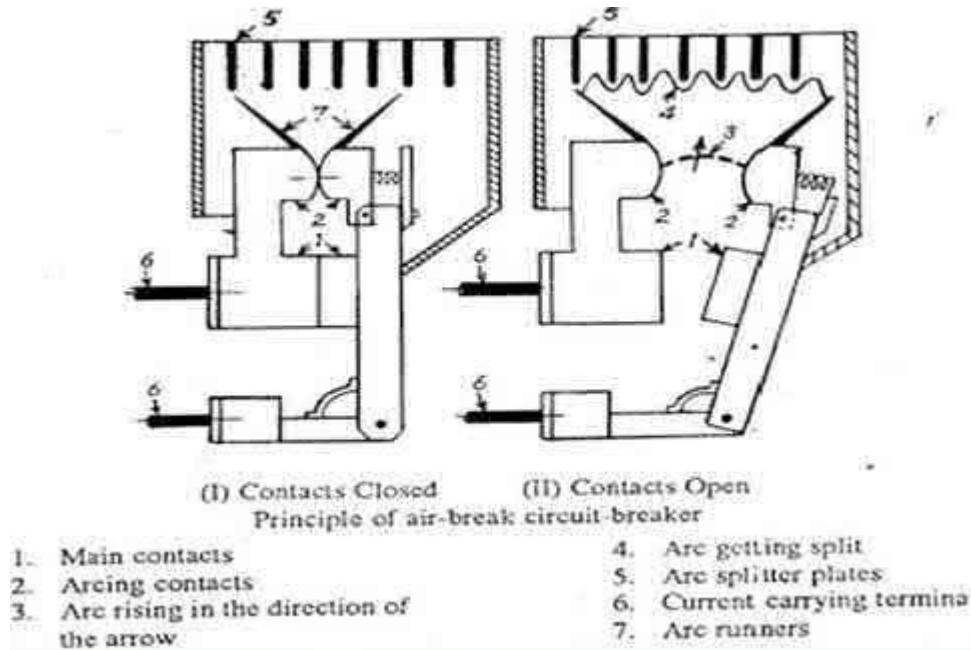 5
5
7
4
3
2
2
2
1
1
6
6
6
6
(I) Contacts Closed
(II) Contacts Open
Principle of air-break circuit-breaker
1. Main contacts
2. Arcing contacts
3. Arc rising in the direction of
the arrow
4. Arc getting split
5. Arc splitter plates
6. Current carrying termina
7. Arc runners